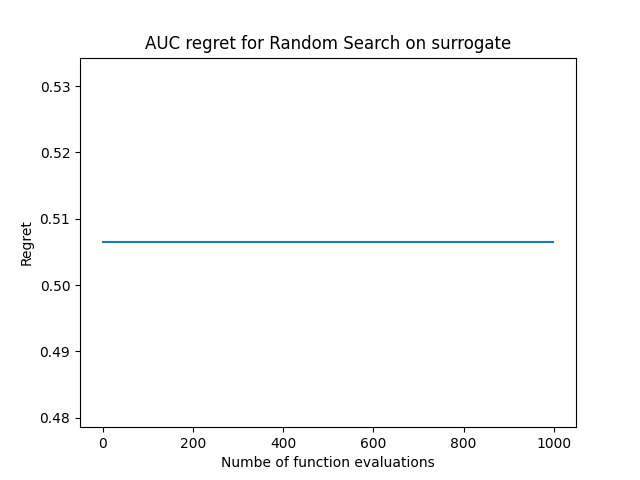 AUC regret for Random Search on surrogate
0.53
0.52
0.51
0.50
0.49
0.48
Regret
0 200 400 600 800 1000
Numbe of function evaluations